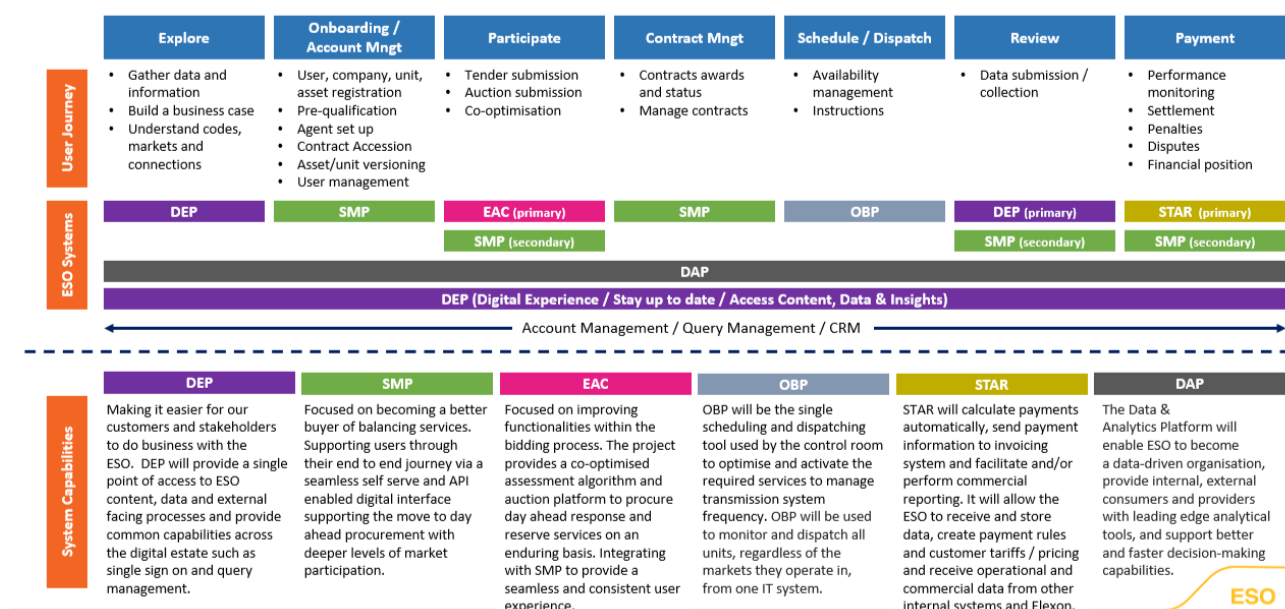 Explore
Onboarding /
Account Mngt
Participate
Contract Mngt
Schedule / Dispatch
Review
Payment
User Journey
• Gather data and
information
• Build a business case
• Understand codes,
markets and
connections
• User, company, unit,
asset registration
• Pre-qualification
• Agent set up
• Contract Accession
• Asset/unit versioning
• User management
• Tender submission
• Auction submission
• Co-optimisation
• Contracts awards
and status
• Manage contracts
• Availability
management
• Instructions
• Data submission /
collection
• Performance
monitoring
• Settlement
• Penalties
• Disputes
• Financial position
ESO Systems
DEP
SMP
EAC (primary)
SMP
OBP
DEP (primary)
STAR (primary)
SMP (secondary)
SMP (secondary)
SMP (secondary)
DAP
DEP (Digital Experience / Stay up to date / Access Content, Data & Insights)
Account Management / Query Management / CRM
System Capabilities
DEP
Making it easier for our
customers and stakeholders
to do business with the
ESO. DEP will provide a single
point of access to ESO
content, data and external
facing processes and provide
common capabilities across
the digital estate such as
single sign on and query
management.
SMP
Focused on becoming a better
buyer of balancing services.
Supporting users through
their end to end journey via a
seamless self serve and API
enabled digital interface
supporting the move to day
ahead procurement with
deeper levels of market
participation.
EAC
Focused on improving
functionalities within the
bidding process. The project
provides a co-optimised
assessment algorithm and
auction platform to procure
day ahead response and
reserve services on an
enduring basis. Integrating
with SMP to provide a
seamless and consistent user
experience.
OBP
OBP will be the single
scheduling and dispatching
tool used by the control room
to optimise and activate the
required services to manage
transmission system
frequency. OBP will be used
to monitor and dispatch all
units, regardless of the
markets they operate in,
from one IT system.
STAR
STAR will calculate payments
automatically, send payment
information to invoicing
system and facilitate and/or
perform commercial
reporting. It will allow the
ESO to receive and store
data, create payment rules
and customer tariffs / pricing
and receive operational and
commercial data from other
internal systems and Elexon.
DAP
The Data &
Analytics Platform will
enable ESO to become
a data-driven organisation,
provide internal, external
consumers and providers
with leading edge analytical
tools, and support better
and faster decision-making
capabilities.
ESO